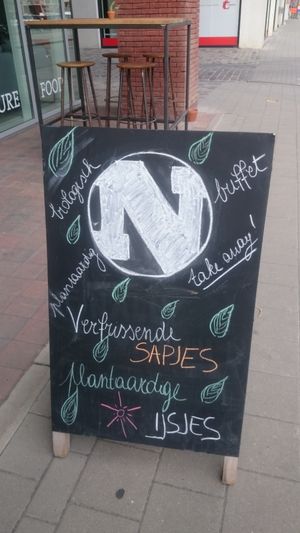 URE
FOOD
biologisch
buffet
N
plantaardig
take away!
Verfrissende
SAPJES
plantaardige
IJSJES